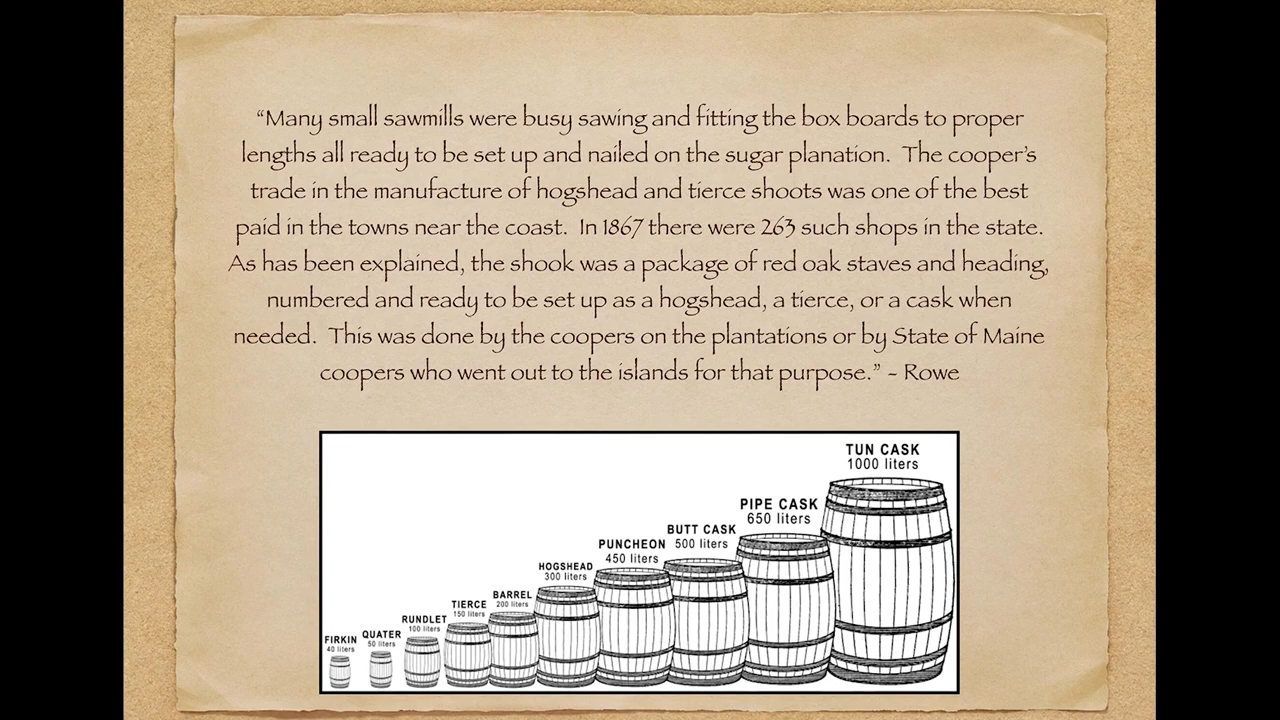 “Many small sawmills were busy sawing and fitting the box boards to proper
lengths all ready to be set up and nailed on the sugar planation.  The cooper’s
trade in the manufacture of hogshead and tierce shoots was one of the best
paid in the towns near the coast.  In 1867 there were 263 such shops in the state.
As has been explained, the shook was a package of red oak staves and heading,
numbered and ready to be set up as a hogshead, a tierce, or a cask when
needed.  This was done by the coopers on the plantations or by State of Maine
coopers who went out to the islands for that purpose.” - Rowe
FIRKIN
40 liters
QUATER
50 liters
RUNDLET
100 liters
TIERCE
150 liters
BARREL
200 liters
HOGSHEAD
300 liters
PUNCHEON
450 liters
BUTT CASK
500 liters
PIPE CASK
650 liters
TUN CASK
1000 liters